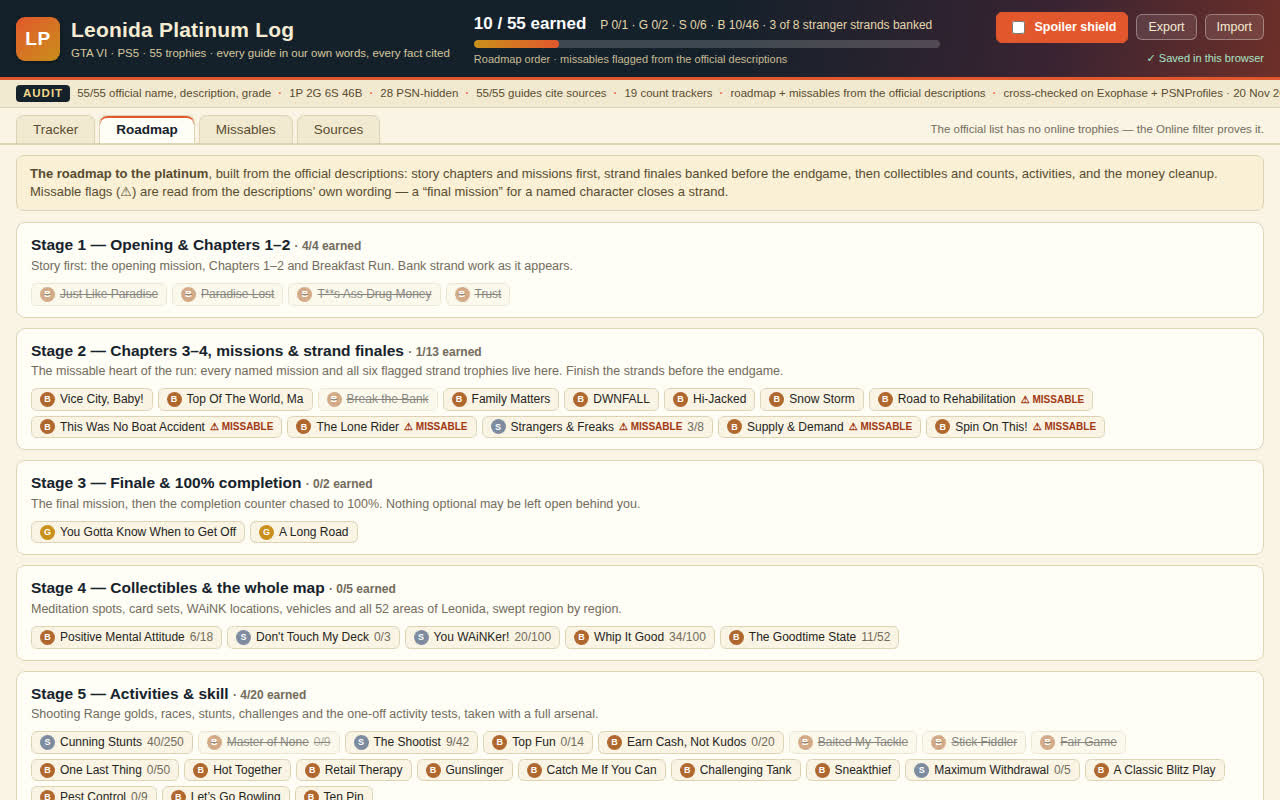 LP
Leonida Platinum Log
GTA VI · PS5 · 55 trophies · every guide in our own words, every fact cited
10 / 55 earned P 0/1 · G 0/2 · S 0/6 · B 10/46 · 3 of 8 stranger strands banked
Roadmap order · missables flagged from the official descriptions
Spoiler shield
Export
Import
✓ Saved in this browser
AUDIT 55/55 official name, description, grade · 1P 2G 6S 46B · 28 PSN-hidden · 55/55 guides cite sources · 19 count trackers · roadmap + missables from the official descriptions · cross-checked on Exophase + PSNProfiles · 20 Nov 2
Tracker
Roadmap
Missables
Sources
The official list has no online trophies — the Online filter proves it.
The roadmap to the platinum, built from the official descriptions: story chapters and missions first, strand finales banked before the endgame, then collectibles and counts, activities, and the money cleanup.
Missable flags (⚠) are read from the descriptions’ own wording — a “final mission” for a named character closes a strand.
Stage 1 — Opening & Chapters 1–2 · 4/4 earned
Story first: the opening mission, Chapters 1–2 and Breakfast Run. Bank strand work as it appears.
B Just Like Paradise B Paradise Lost B T**s Ass Drug Money B Trust
Stage 2 — Chapters 3–4, missions & strand finales · 1/13 earned
The missable heart of the run: every named mission and all six flagged strand trophies live here. Finish the strands before the endgame.
B Vice City, Baby! B Top Of The World, Ma B Break the Bank B Family Matters B DWNFALL B Hi-Jacked B Snow Storm B Road to Rehabilitation ⚠ MISSABLE
B This Was No Boat Accident ⚠ MISSABLE B The Lone Rider ⚠ MISSABLE S Strangers & Freaks ⚠ MISSABLE 3/8 B Supply & Demand ⚠ MISSABLE B Spin On This! ⚠ MISSABLE
Stage 3 — Finale & 100% completion · 0/2 earned
The final mission, then the completion counter chased to 100%. Nothing optional may be left open behind you.
G You Gotta Know When to Get Off G A Long Road
Stage 4 — Collectibles & the whole map · 0/5 earned
Meditation spots, card sets, WAiNK locations, vehicles and all 52 areas of Leonida, swept region by region.
B Positive Mental Attitude 6/18 S Don't Touch My Deck 0/3 S You WAiNKer! 20/100 B Whip It Good 34/100 B The Goodtime State 11/52
Stage 5 — Activities & skill · 4/20 earned
Shooting Range golds, races, stunts, challenges and the one-off activity tests, taken with a full arsenal.
S Cunning Stunts 40/250 B Master of None 0/9 S The Shootist 9/42 B Top Fun 0/14 B Earn Cash, Not Kudos 0/20 B Baited My Tackle B Stick Fiddler B Fair Game
B One Last Thing 0/50 B Hot Together B Retail Therapy B Gunslinger B Catch Me If You Can B Challenging Tank B Sneakthief S Maximum Withdrawal 0/5 B A Classic Blitz Play
B Pest Control 0/9 B Let's Go Bowling B Ten Pin